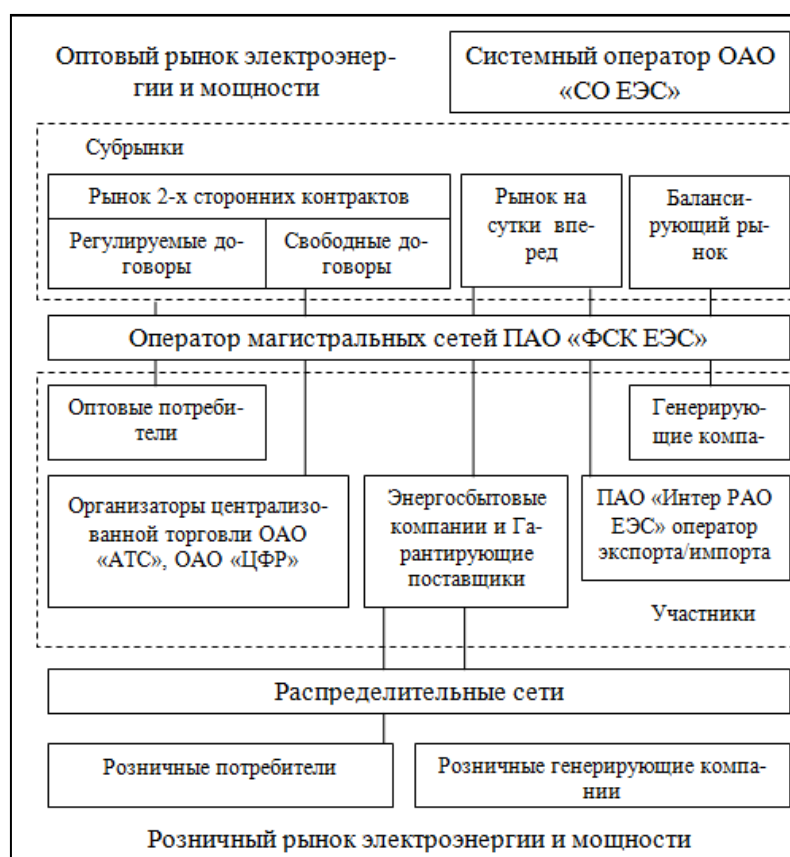 Оптовый рынок электроэнер-
гии и мощности
Системный оператор ОАО
«СО ЕЭС»
Субрынки
Рынок 2-х сторонних контрактов
Регулируемые до-
говоры
Свободные до-
говоры
Рынок на
сутки впе-
ред
Баланси-
рующий ры-
нок
Оператор магистральных сетей ПАО «ФСК ЕЭС»
Оптовые потреби-
тели
Генерирую-
щие компа-
Организаторы централизо-
ванной торговли ОАО
«АТС», ОАО «ЦФР»
Энергосбытовые
компании и Га-
рантирующие
поставщики
ПАО «Интер РАО
ЕЭС» оператор
экспорта/импорта
Участники
Распределительные сети
Розничные потребители
Розничные генерирующие компа-
нии
Розничный рынок электроэнергии и мощности